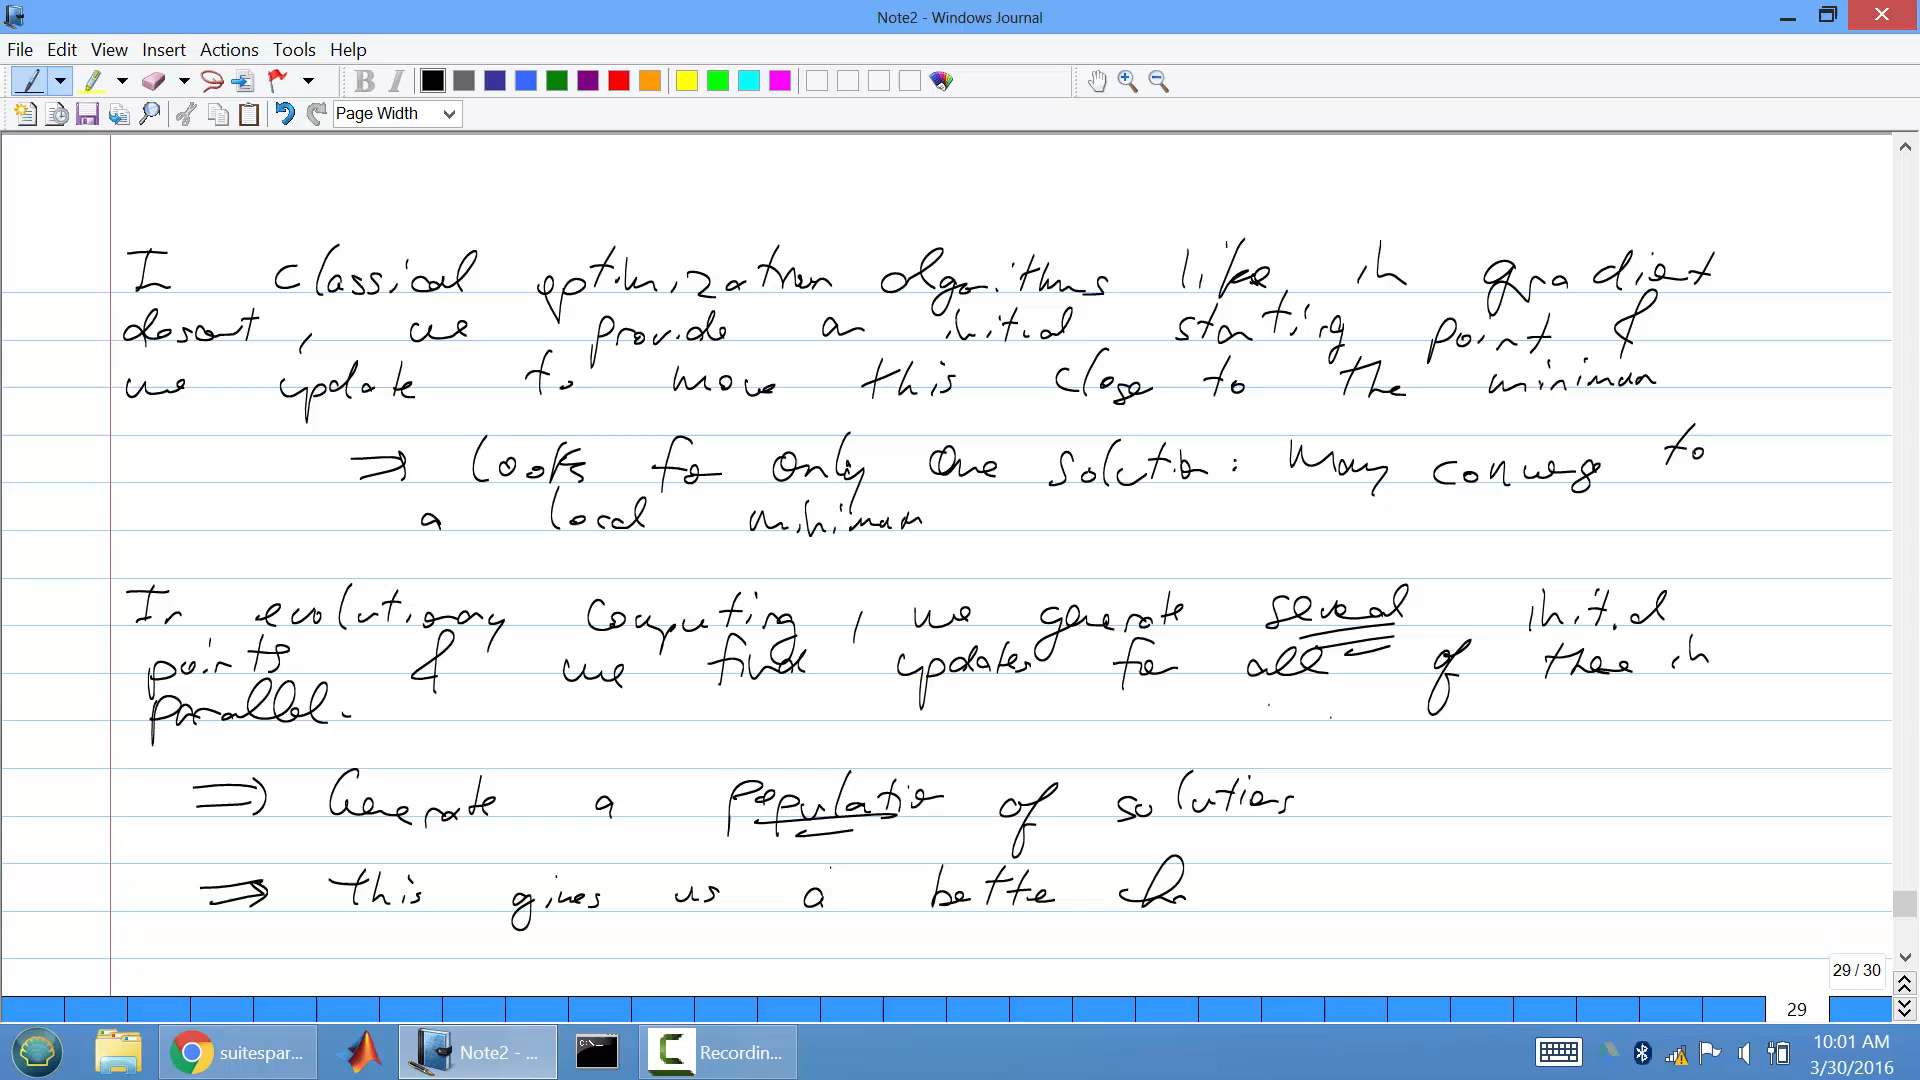 Note2 - Windows Journal
File Edit View Insert Actions Tools Help
B I
Page Width
In classical optimization algorithms like in gradient
descent, we provide an initial starting point &
we update to move this close to the minimum
⇒ looks for only one solution: May converge to
a local minimum
In evolutionary computing, we generate several initial
points & we find updates for all of these in
parallel.
⇒ Generate a population of solutions
⇒ this gives us a better cha
29 / 30
29
suitespar...
Note2 - ...
C:\_
Recordin...
10:01 AM
3/30/2016